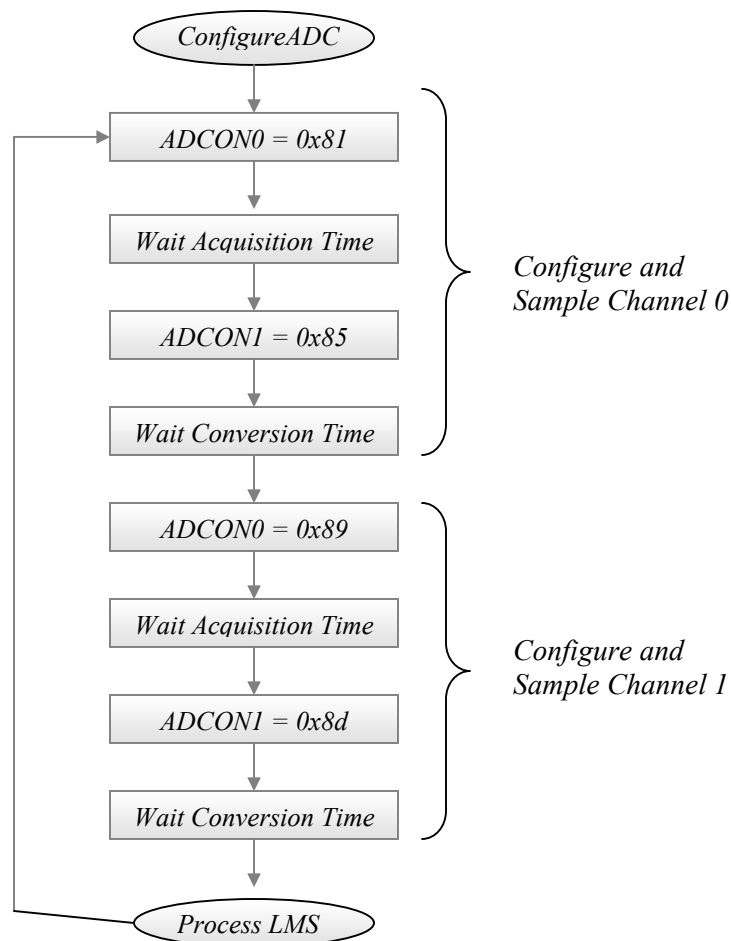 ConfigureADC
ADCON0 = 0x81
Wait Acquisition Time
ADCON1 = 0x85
Wait Conversion Time
Configure and
Sample Channel 0
ADCON0 = 0x89
Wait Acquisition Time
ADCON1 = 0x8d
Wait Conversion Time
Configure and
Sample Channel 1
Process LMS